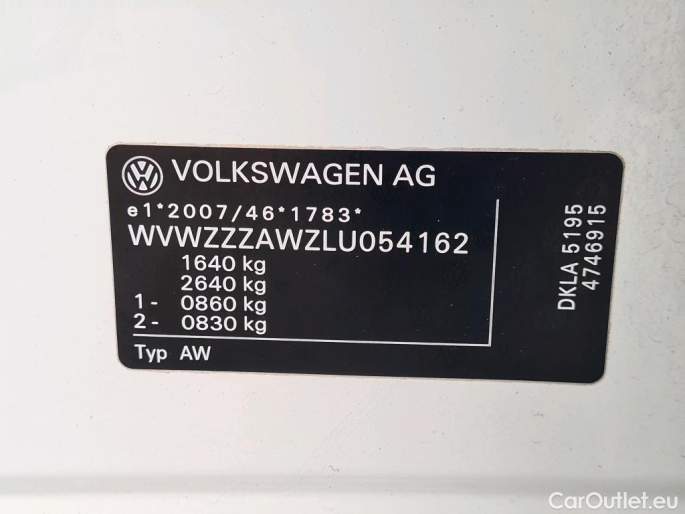 VOLKSWAGEN AG
e1*2007/46*1783*
WVWZZZAWZLU054162
1640 kg
2640 kg
1- 0860 kg
2- 0830 kg
Typ AW
DKLA 5195
4746915
CarOutlet.eu